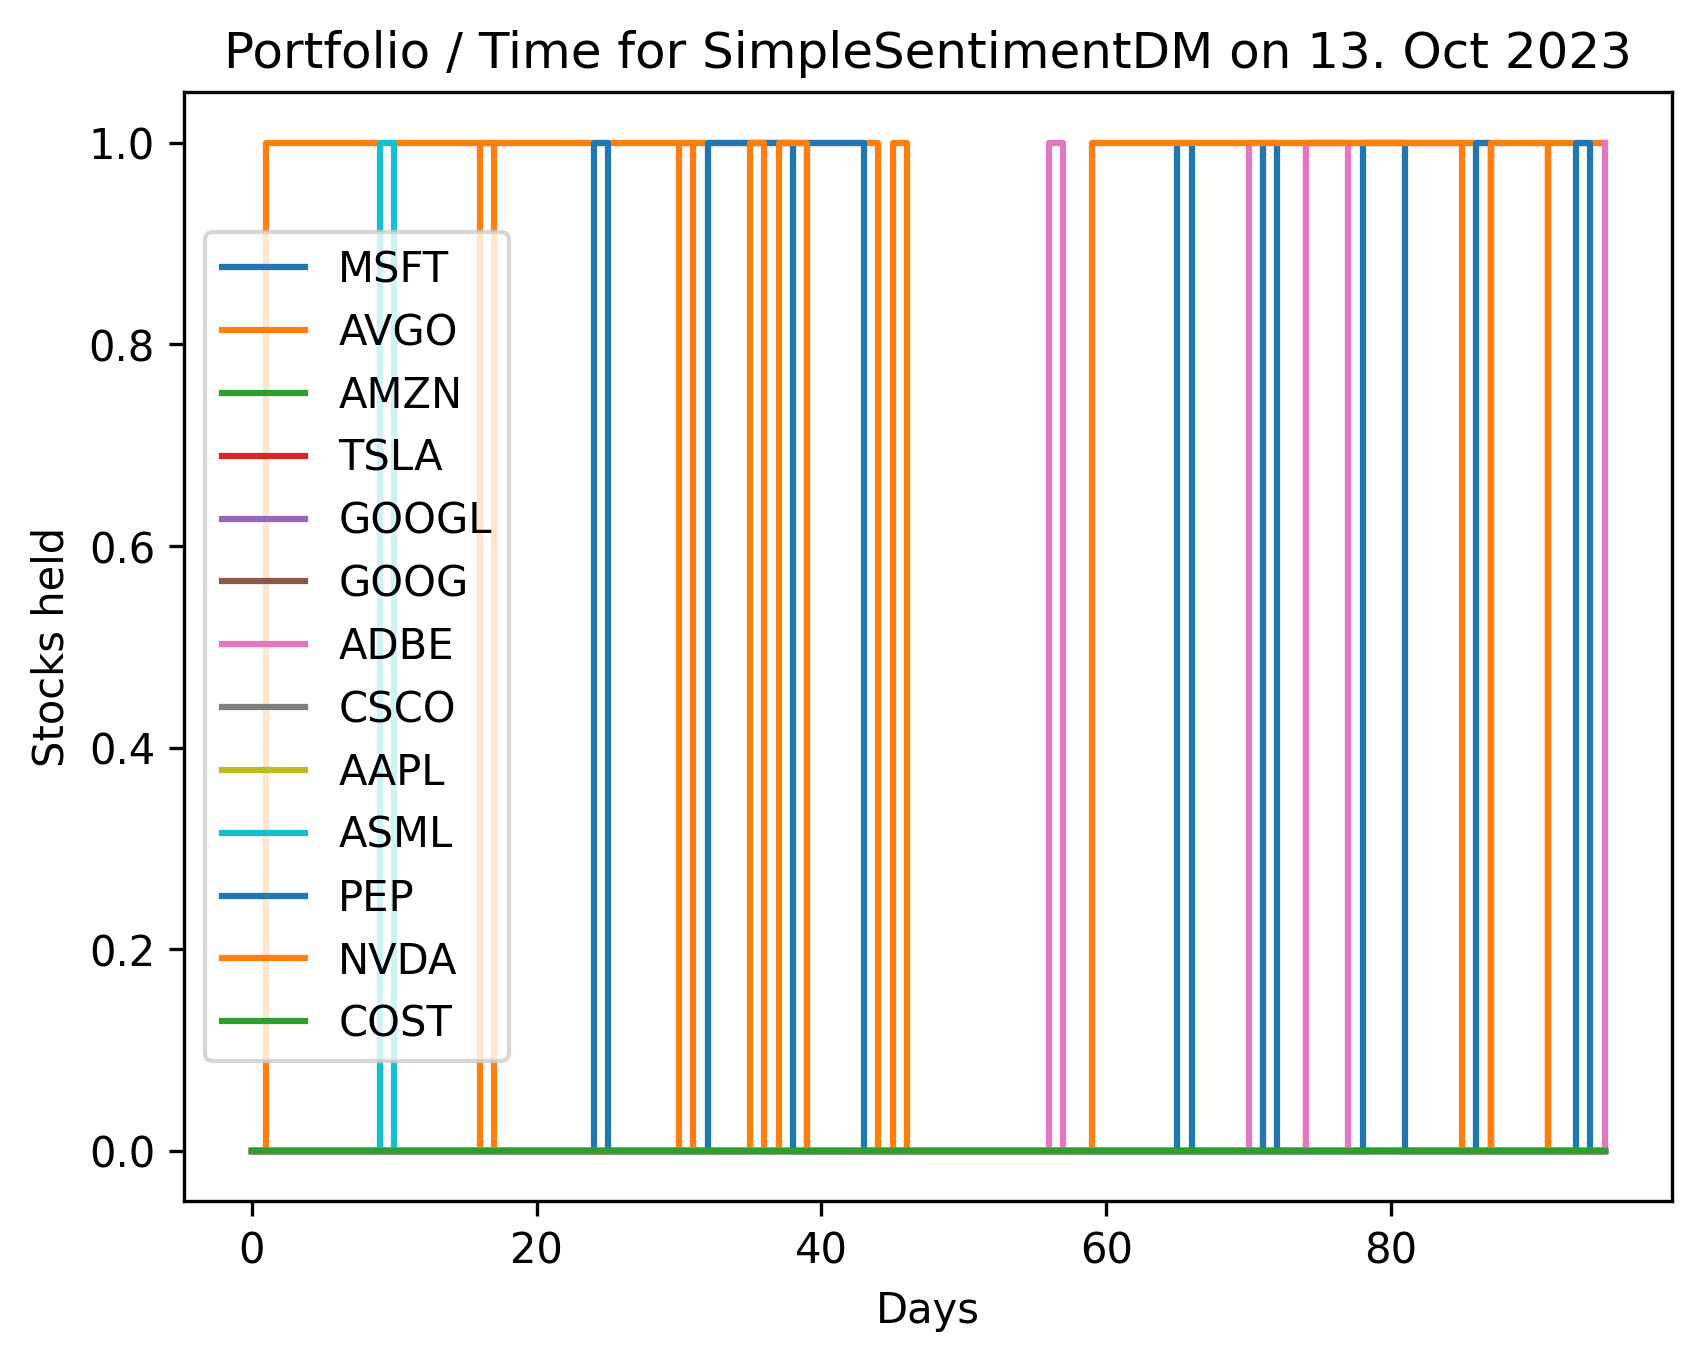 Portfolio / Time for SimpleSentimentDM on 13. Oct 2023
1.0
0.8
0.6
0.4
0.2
0.0
Stocks held
MSFT
AVGO
AMZN
TSLA
GOOGL
GOOG
ADBE
CSCO
AAPL
ASML
PEP
NVDA
COST
0 20 40 60 80
Days